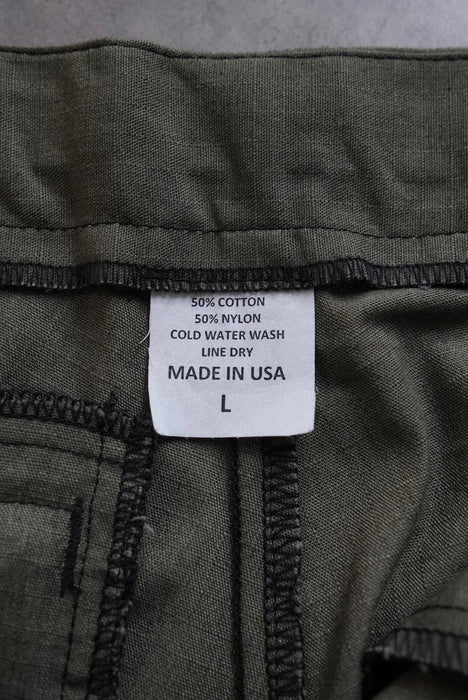 50% COTTON
50% NYLON
COLD WATER WASH
LINE DRY
MADE IN USA
L